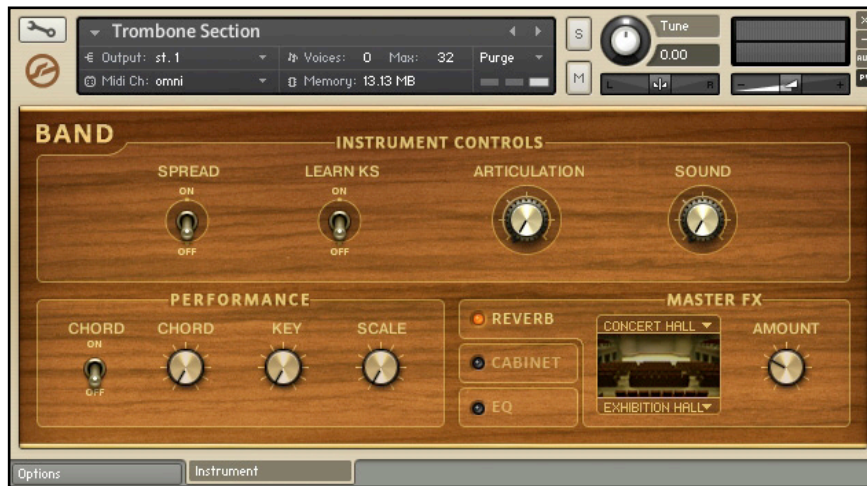 Trombone Section
Output: st.1
Voices: 0 Max: 32
Purge
Midi Ch: omni
Memory: 13.13 MB
S
M
Tune
0.00
L R
- +
AU
BAND
INSTRUMENT CONTROLS
SPREAD
ON
OFF
LEARN KS
ON
OFF
ARTICULATION
SOUND
PERFORMANCE
CHORD
ON
OFF
CHORD
KEY
SCALE
MASTER FX
REVERB
CABINET
EQ
CONCERT HALL
EXHIBITION HALL
AMOUNT
Options
Instrument